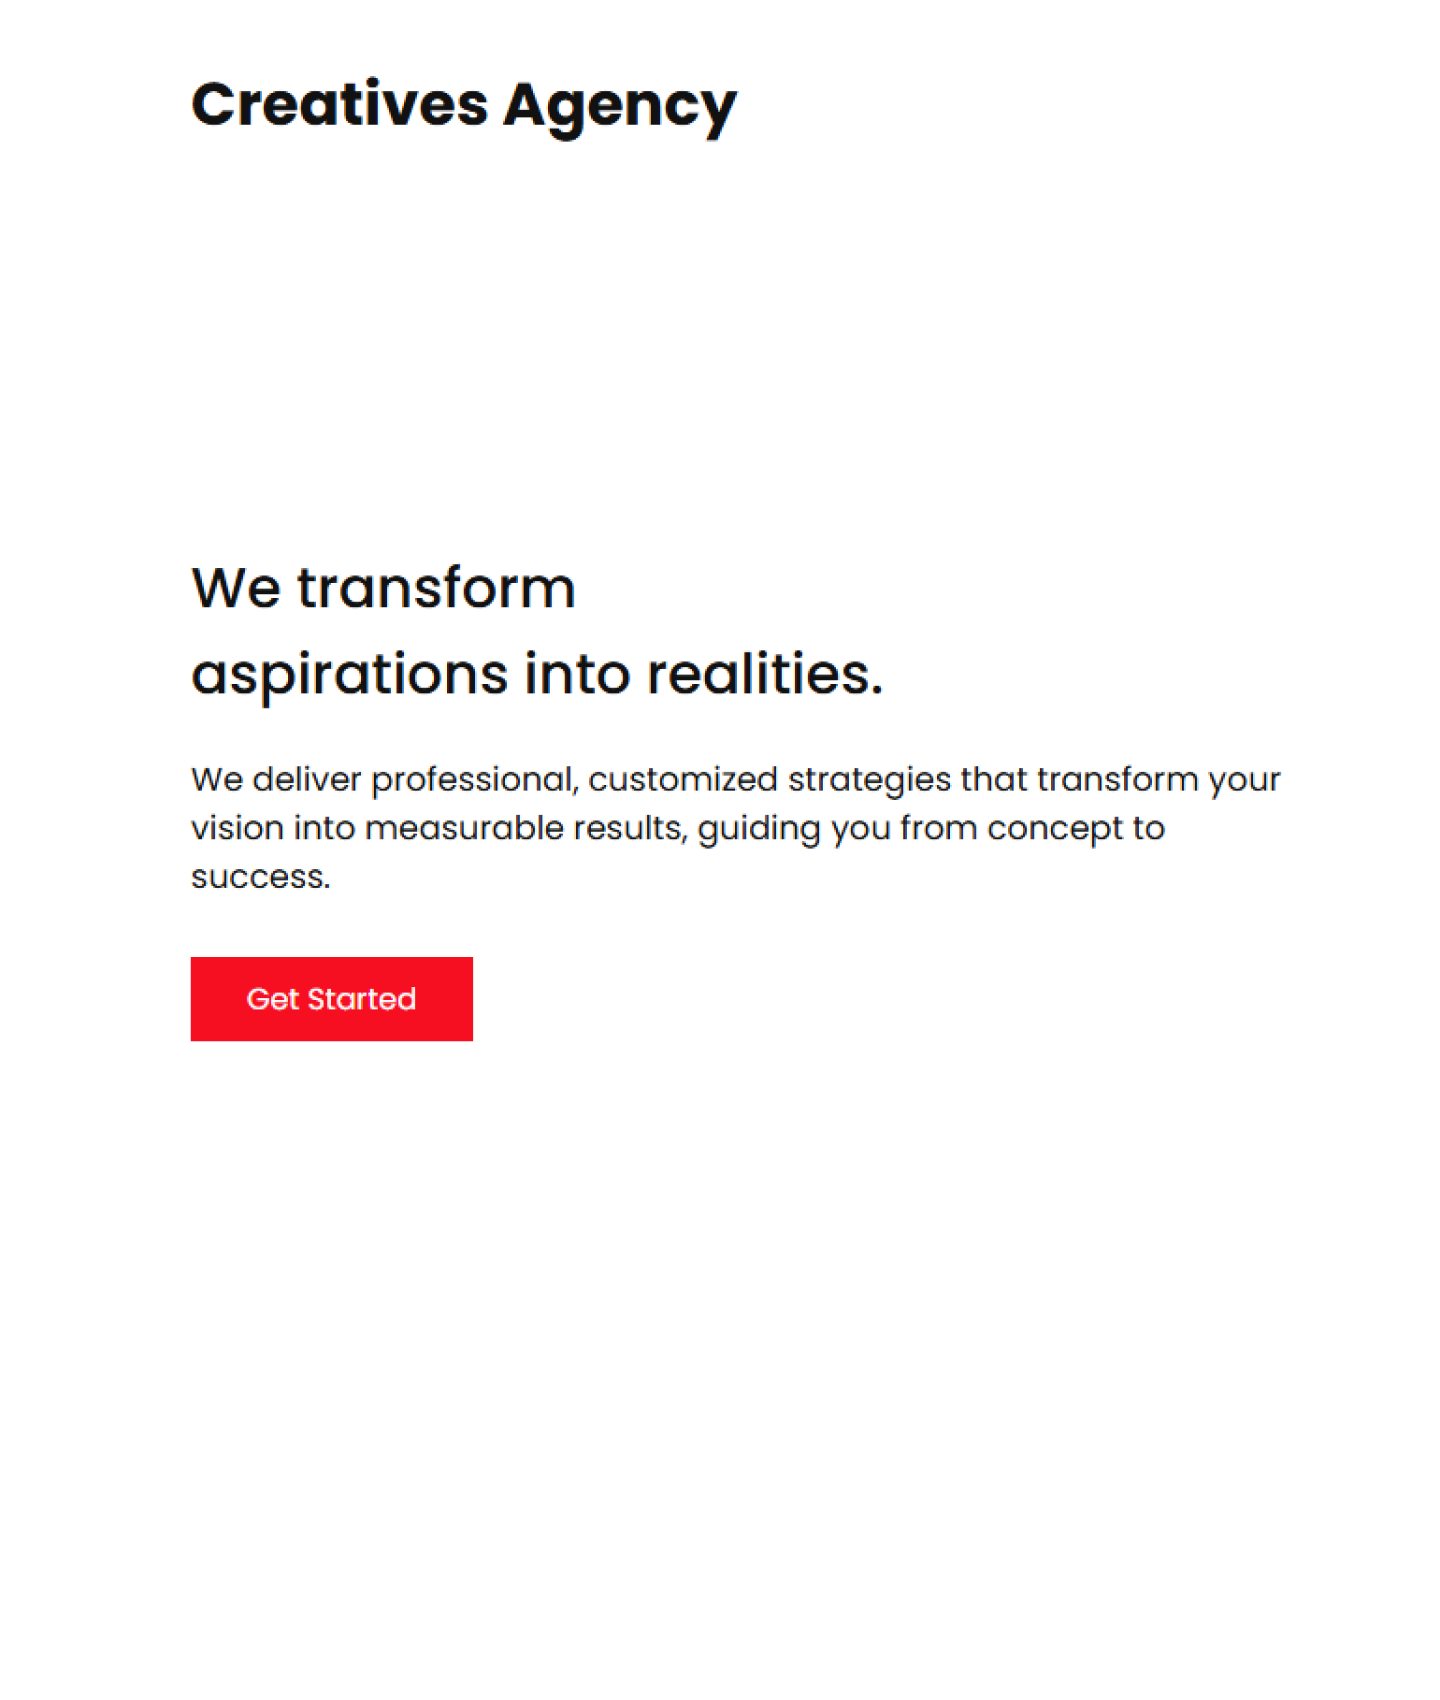 Creatives Agency
We transform
aspirations into realities.
We deliver professional, customized strategies that transform your
vision into measurable results, guiding you from concept to
success.
Get Started